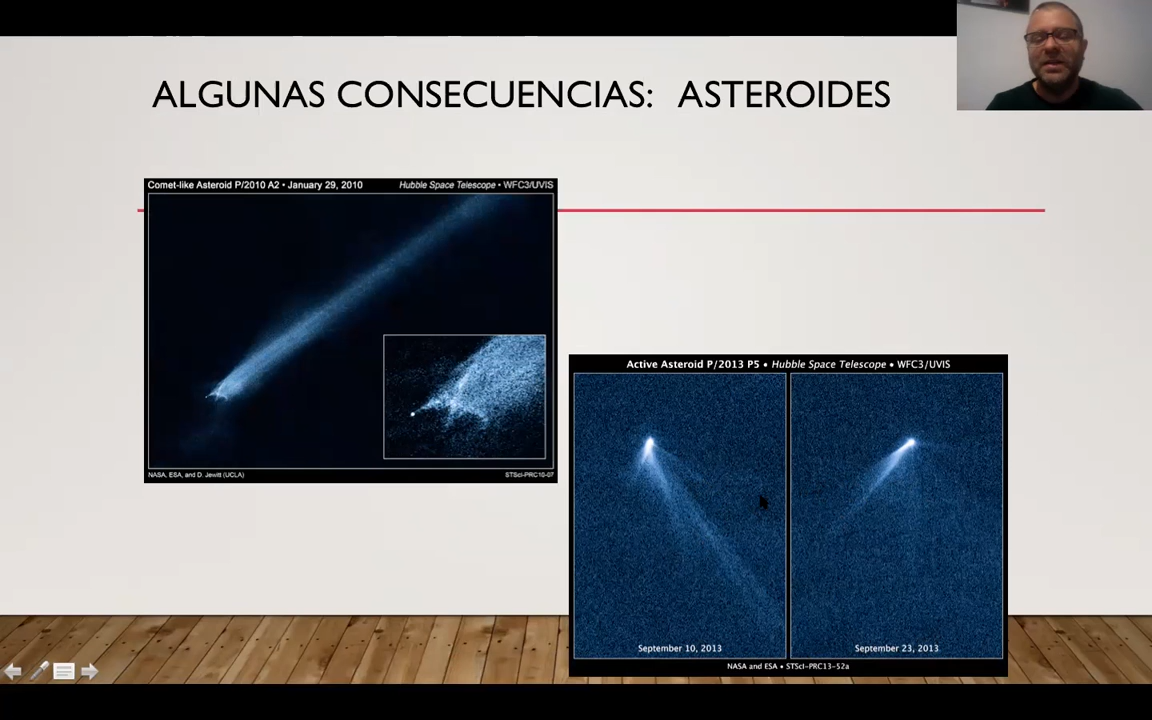 ALGUNAS CONSECUENCIAS: ASTEROIDES
Comet-like Asteroid P/2010 A2 • January 29, 2010 Hubble Space Telescope • WFC3/UVIS
NASA, ESA, and D. Jewitt (UCLA) STScI-PRC10-07
Active Asteroid P/2013 P5 • Hubble Space Telescope • WFC3/UVIS
September 10, 2013 September 23, 2013
NASA and ESA • STScI-PRC13-52a